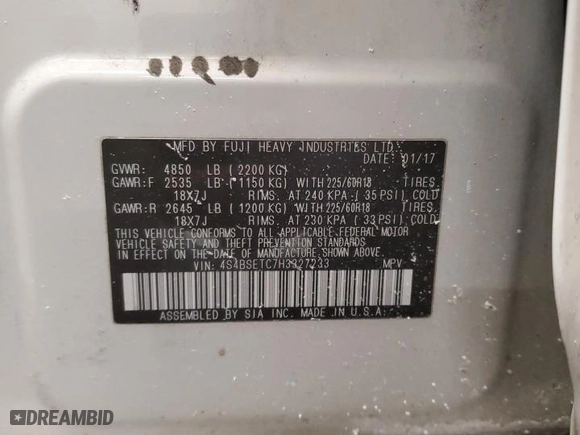 MFD BY FUJI HEAVY INDUSTRIES LTD.
DATE: 01/17
GVWR: 4850 LB (2200 KG)
GAWR:F 2535 LB (1150 KG) WITH 225/60R18 TIRES.
18X7J RIMS. AT 240 KPA (35 PSI) COLD
GAWR:R 2645 LB (1200 KG) WITH 225/60R18 TIRES.
18X7J RIMS. AT 230 KPA (33 PSI) COLD
THIS VEHICLE CONFORMS TO ALL APPLICABLE FEDERAL MOTOR
VEHICLE SAFETY AND THEFT PREVENTION STANDARDS
IN EFFECT ON THE DATE OF MANUFACTURE SHOWN ABOVE.
VIN: 4S4BSETC7H3327233 MPV
ASSEMBLED BY SIA INC. MADE IN U.S.A.
DREAMBID